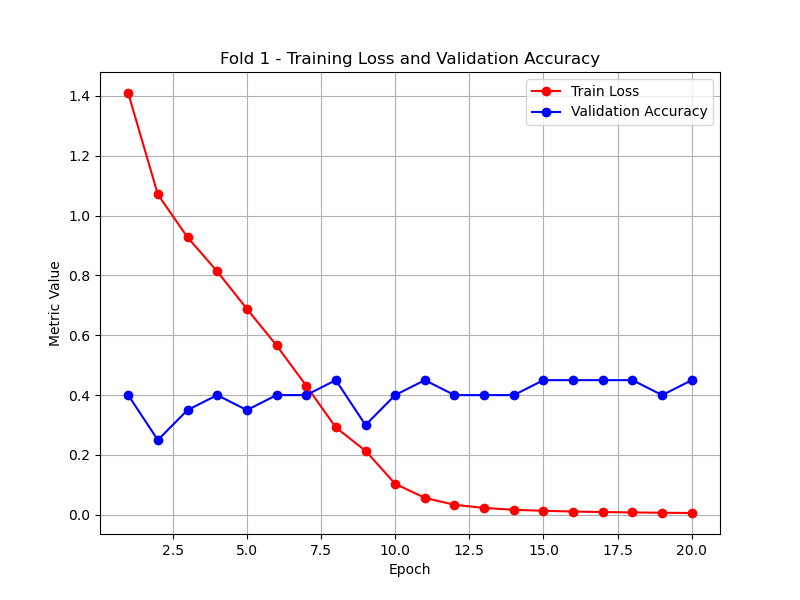 Fold 1 - Training Loss and Validation Accuracy
Train Loss
Validation Accuracy
Metric Value
1.4
1.2
1.0
0.8
0.6
0.4
0.2
0.0
2.5 5.0 7.5 10.0 12.5 15.0 17.5 20.0
Epoch